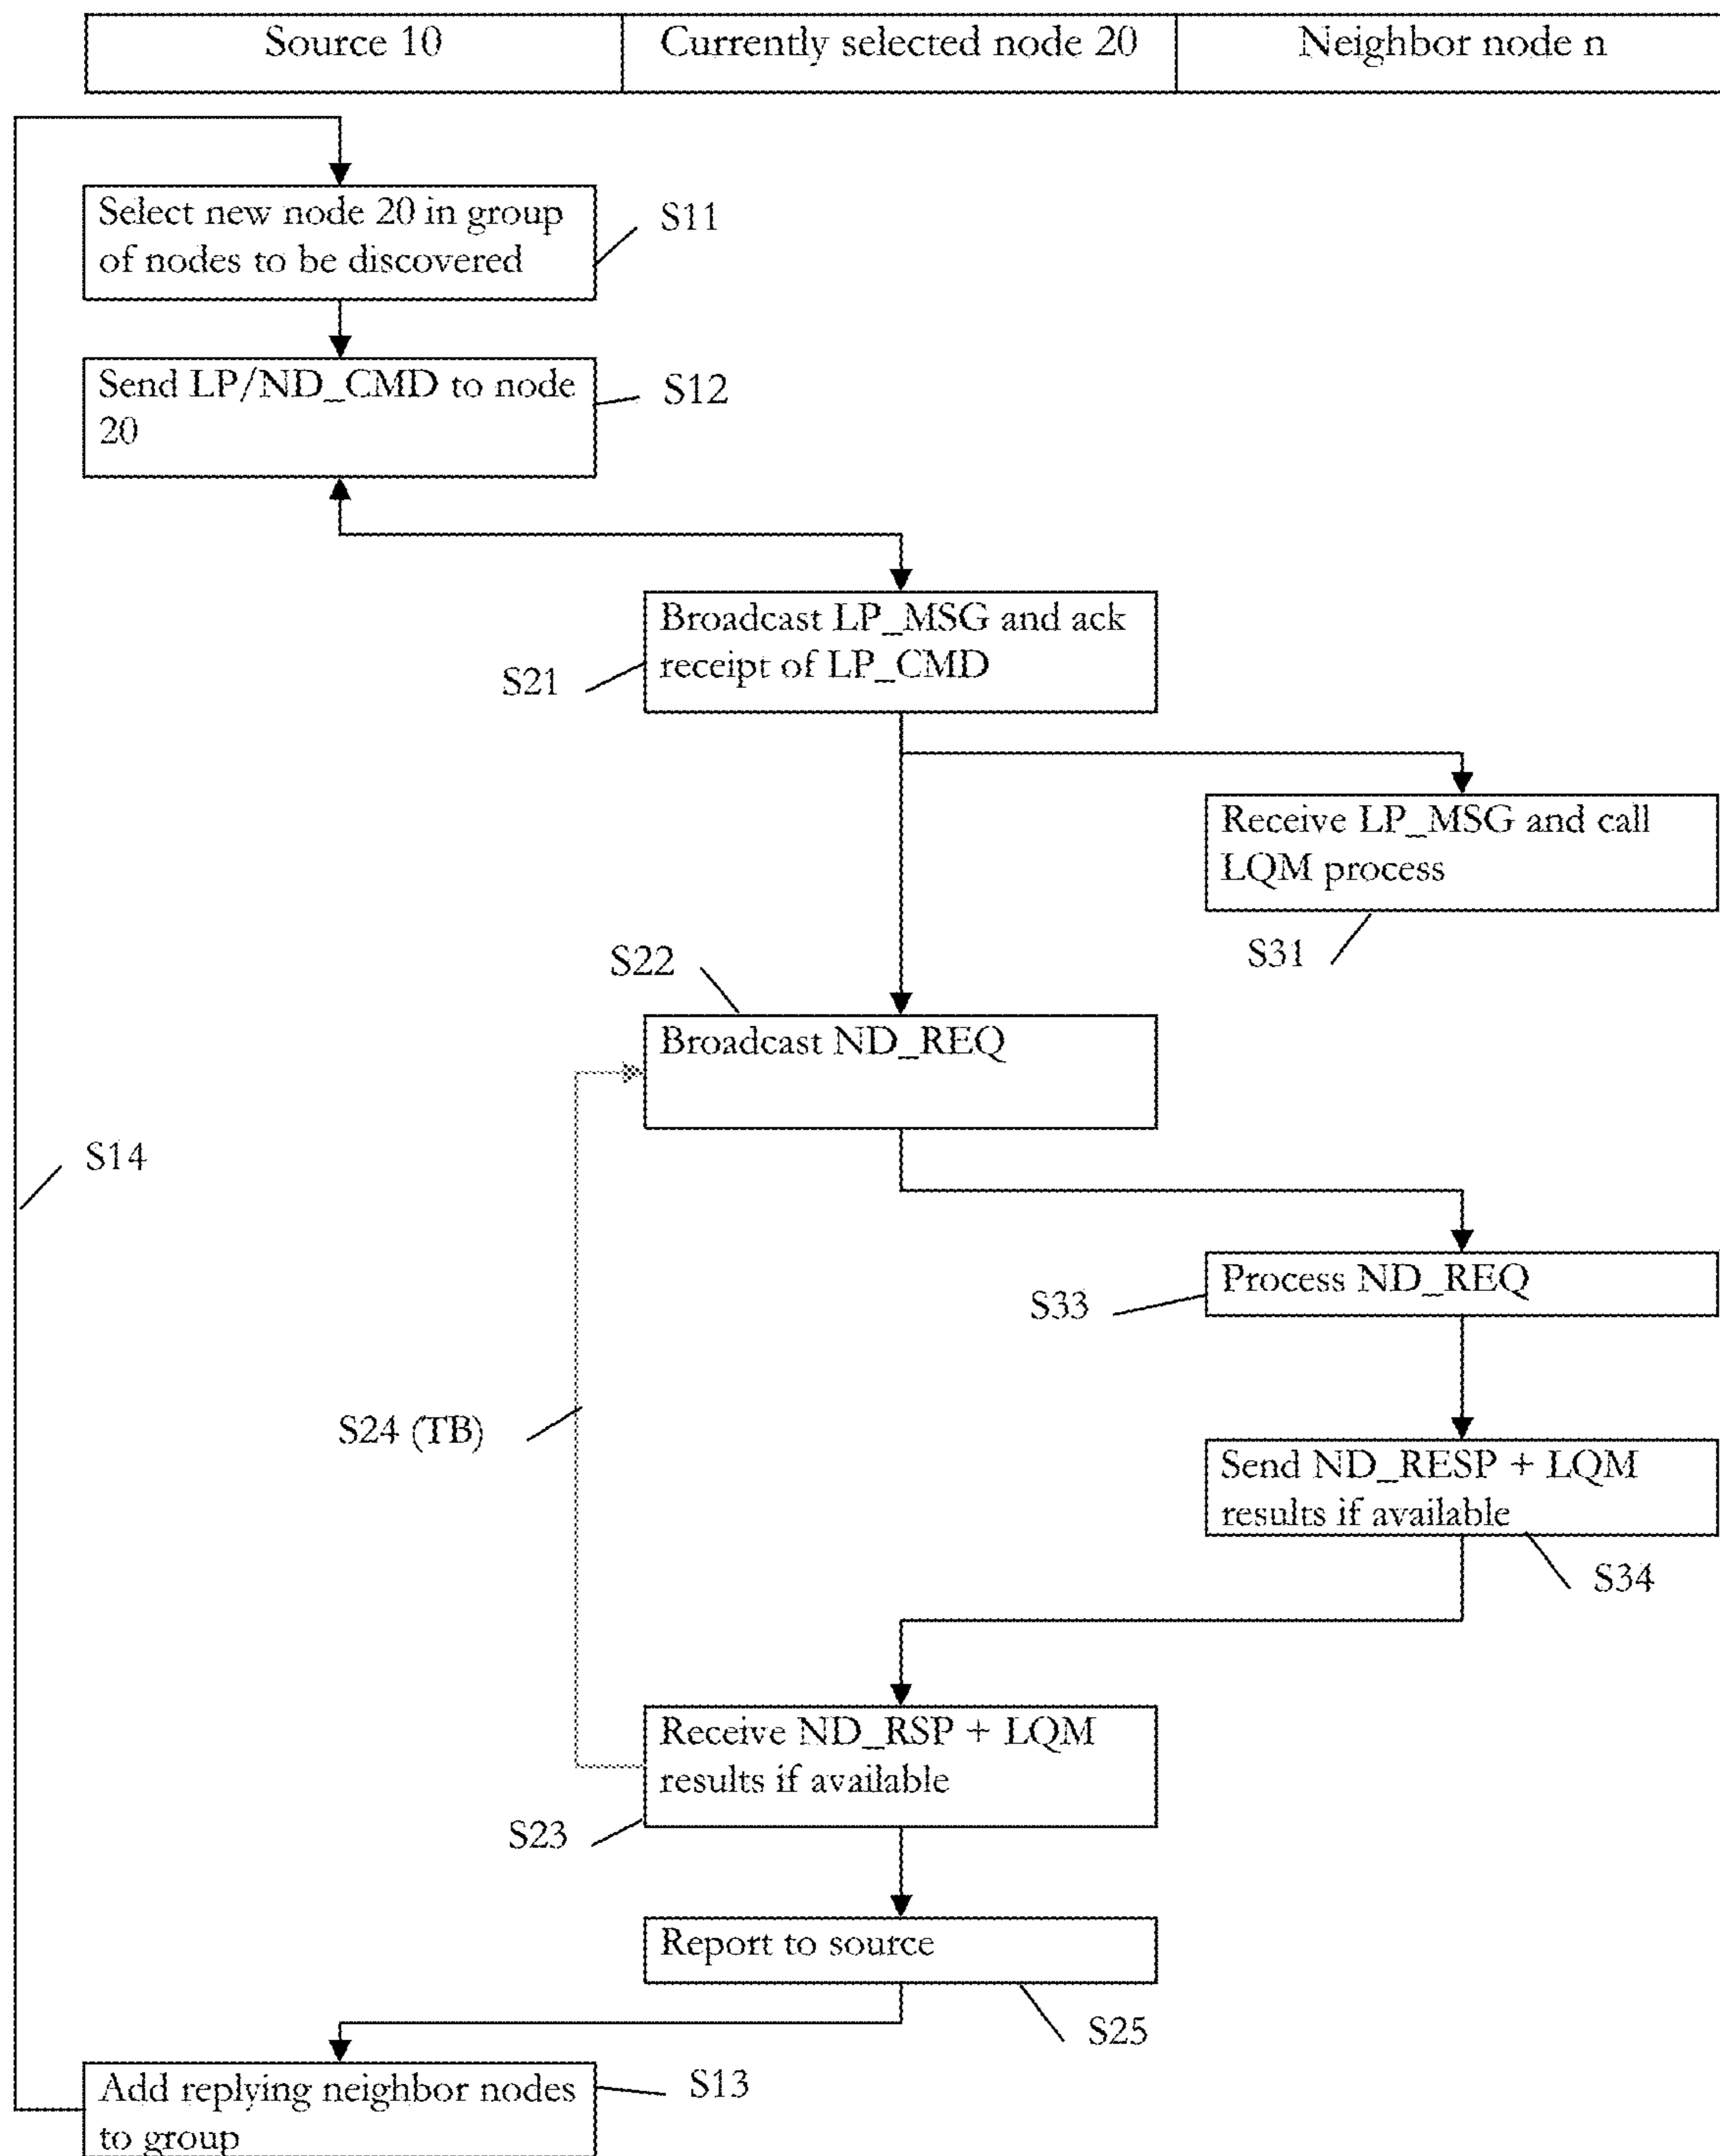 Source 10
Currently selected node 20
Neighbor node n
Select new node 20 in group
of nodes to be discovered
S11
Send LP/ND_CMD to node
20
S12
Broadcast LP_MSG and ack
receipt of LP_CMD
S21
Receive LP_MSG and call
LQM process
S31
S22
Broadcast ND_REQ
S14
Process ND_REQ
S33
S24 (TB)
Send ND_RESP + LQM
results if available
S34
Receive ND_RSP + LQM
results if available
S23
Report to source
S25
Add replying neighbor nodes
to group
S13